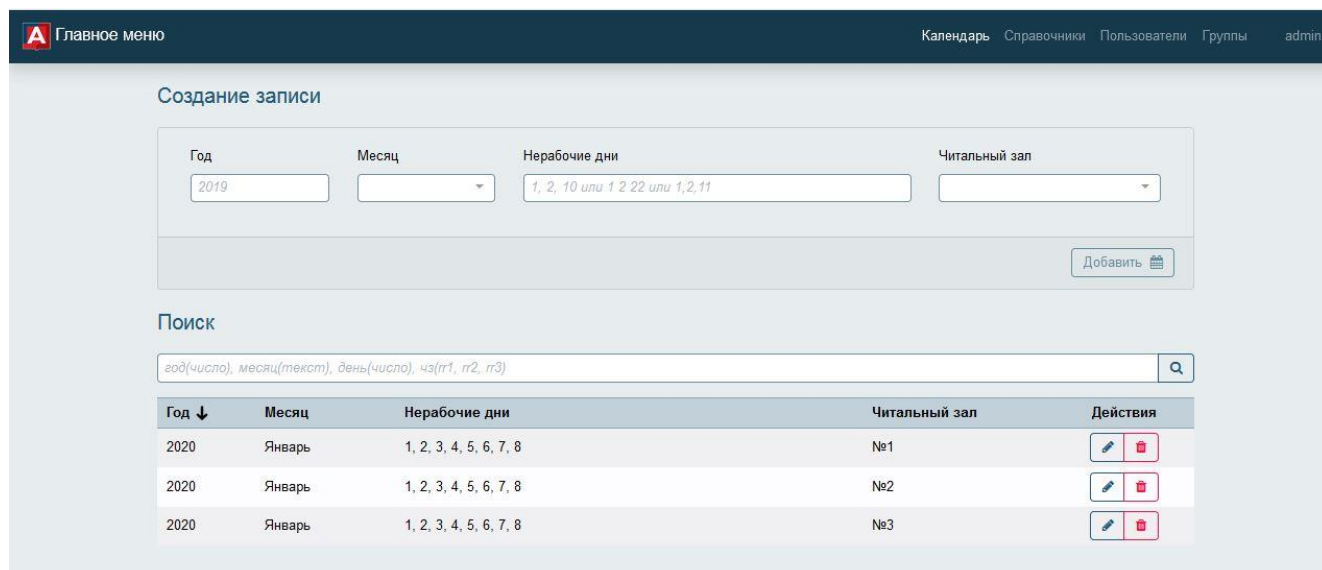 А Главное меню Календарь Справочники Пользователи Группы admin
Создание записи
Год Месяц Нерабочие дни Читальный зал
2019 1, 2, 10 или 1 2 22 или 1,2,11
Добавить
Поиск
год(число), месяц(текст), день(число), чз(rr1, rr2, rr3)
Год Месяц Нерабочие дни Читальный зал Действия
2020 Январь 1, 2, 3, 4, 5, 6, 7, 8 №1
2020 Январь 1, 2, 3, 4, 5, 6, 7, 8 №2
2020 Январь 1, 2, 3, 4, 5, 6, 7, 8 №3